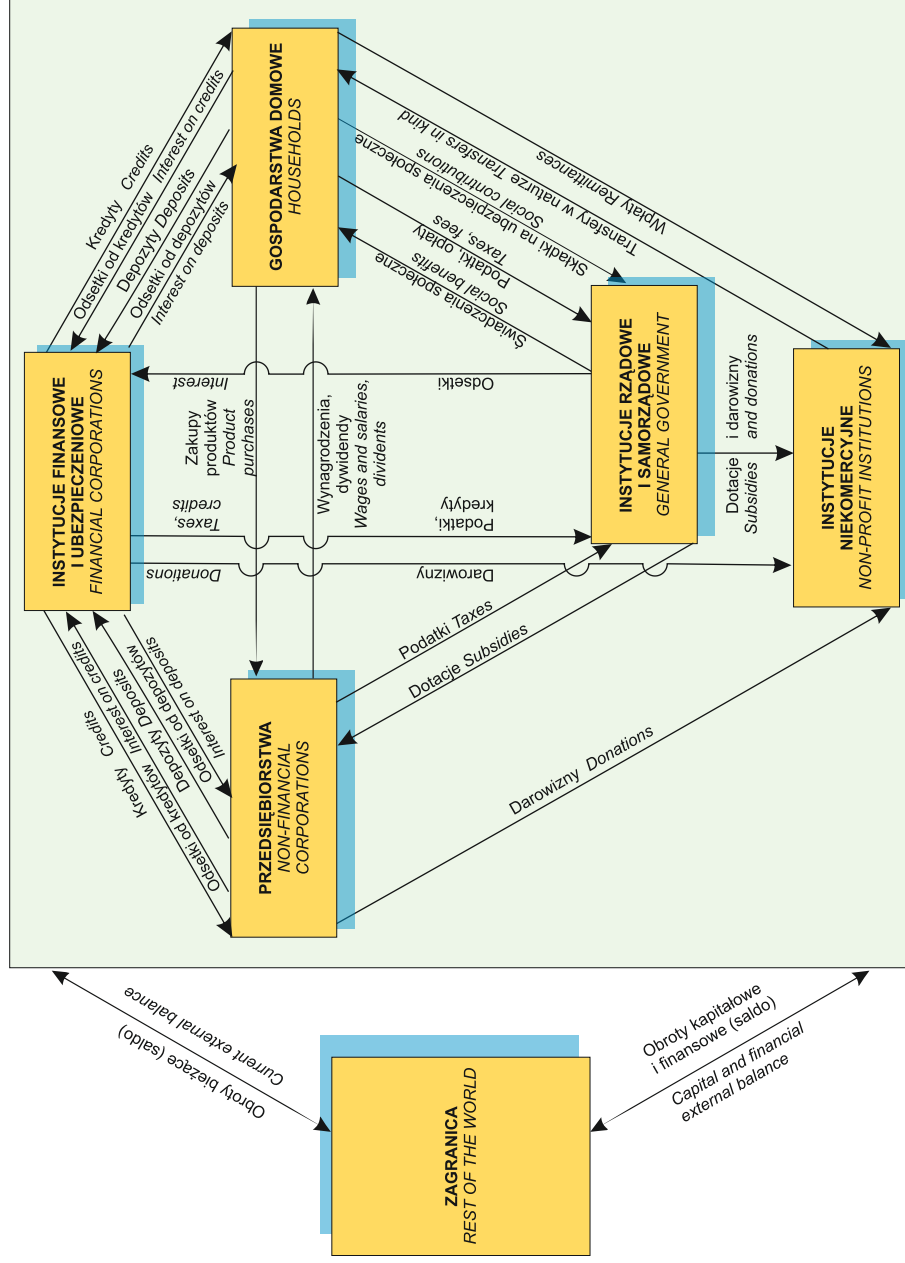 INSTYTUCJE FINANSOWE
I UBEZPIECZENIOWE
FINANCIAL CORPORATIONS
GOSPODARSTWA DOMOWE
HOUSEHOLDS
PRZEDSIĘBIORSTWA
NON-FINANCIAL
CORPORATIONS
INSTYTUCJE RZĄDOWE
I SAMORZĄDOWE
GENERAL GOVERNMENT
INSTYTUCJE
NIEKOMERCYJNE
NON-PROFIT INSTITUTIONS
ZAGRANICA
REST OF THE WORLD
Kredyty Credits
Odsetki od kredytów Interest on credits
Depozyty Deposits
Odsetki od depozytów
Interest on deposits
Kredyty Credits
Odsetki od kredytów Interest on credits
Depozyty Deposits
Odsetki od depozytów
Interest on deposits
Zakupy
produktów
Product
purchases
Wynagrodzenia,
dywidendy
Wages and salaries,
dividents
Odsetki Interest
Podatki, Taxes,
kredyty credits
Darowizny Donations
Wpłaty Remittances
Transfery w naturze Transfers in kind
Składki na ubezpieczenia społeczne
Social contributions
Podatki, opłaty
Taxes, fees
Świadczenia społeczne
Social benefits
Podatki Taxes
Dotacje Subsidies
Darowizny Donations
Dotacje i darowizny
Subsidies and donations
Obroty bieżące (saldo)
Current external balance
Obroty kapitałowe
i finansowe (saldo)
Capital and financial
external balance